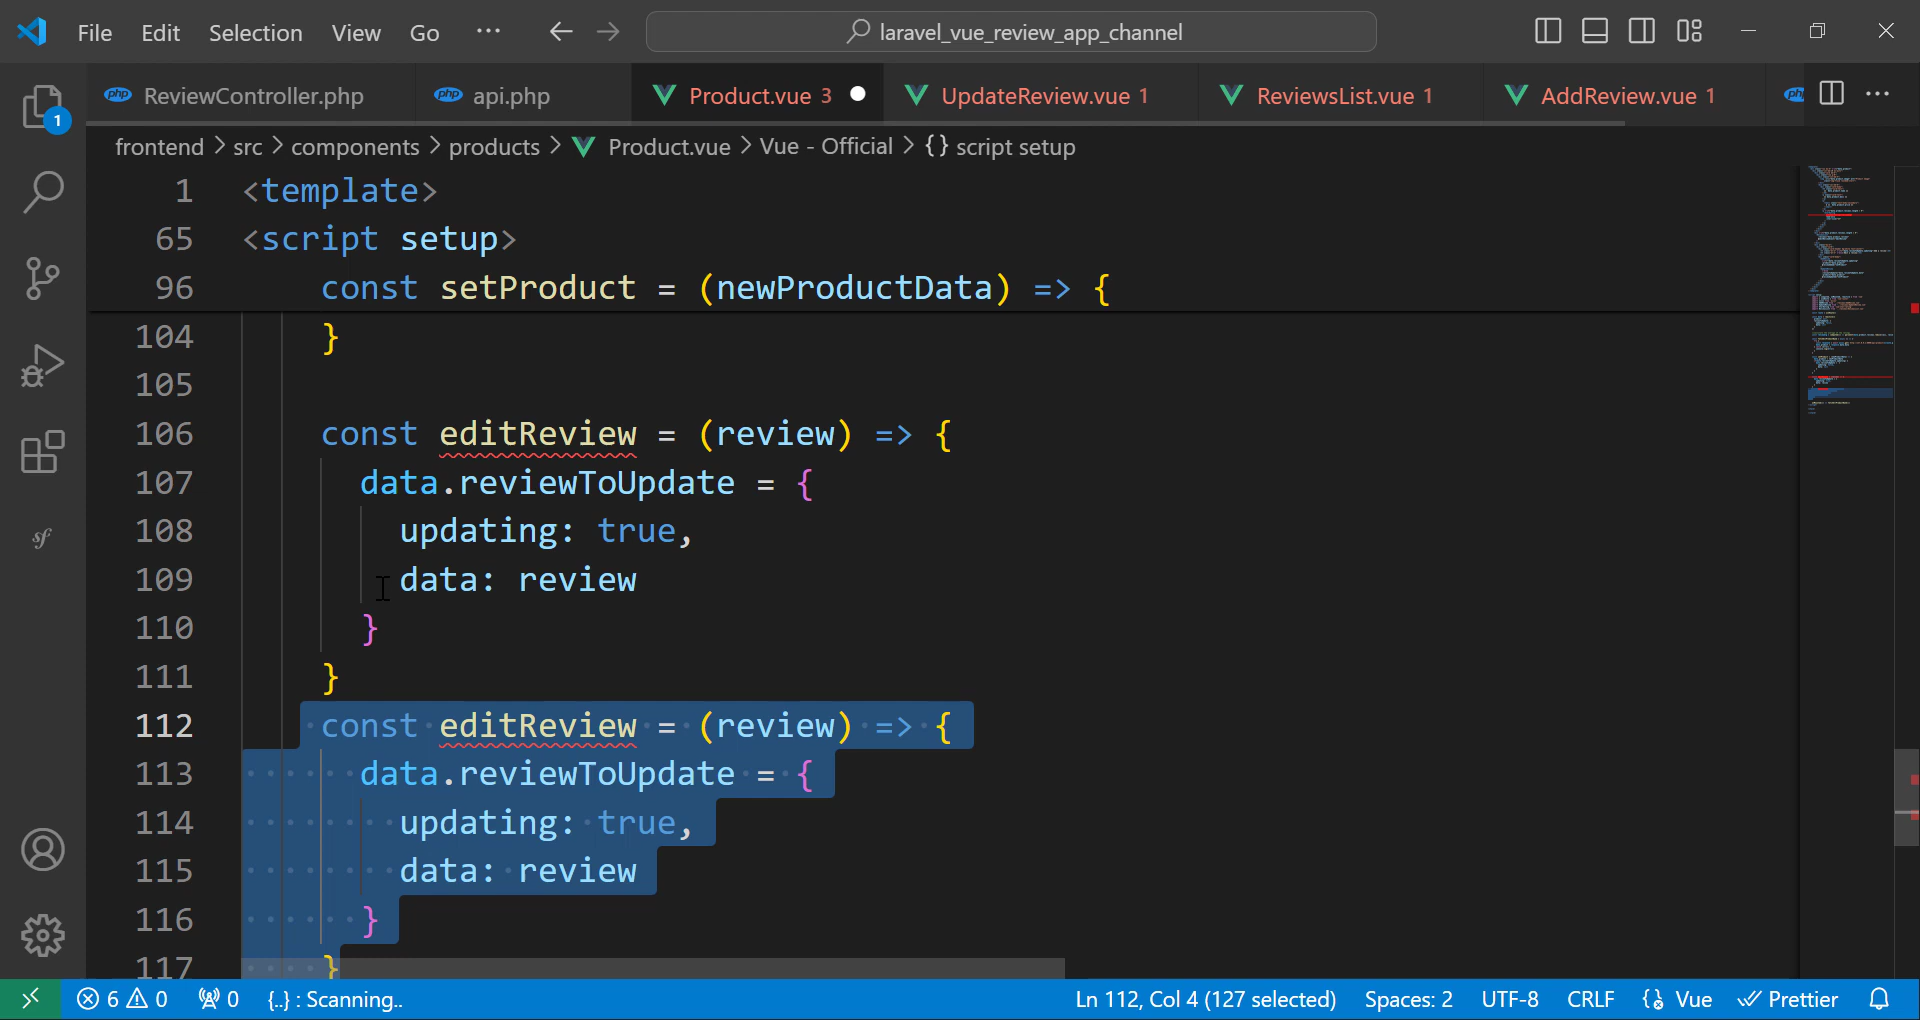 File Edit Selection View Go ··· laravel_vue_review_app_channel
php ReviewController.php php api.php Product.vue 3 UpdateReview.vue 1 ReviewsList.vue 1 AddReview.vue 1
1
frontend > src > components > products > Product.vue > Vue - Official > {} script setup
1 <template>
65 <script setup>
96 const setProduct = (newProductData) => {
104 }
105
106 const editReview = (review) => {
107 data.reviewToUpdate = {
108 updating: true,
109 data: review
110 }
111 }
112 const editReview = (review) => {
113 data.reviewToUpdate = {
114 updating: true,
115 data: review
116 }
117 }
6 0 0 {..} : Scanning.. Ln 112, Col 4 (127 selected) Spaces: 2 UTF-8 CRLF Vue Prettier